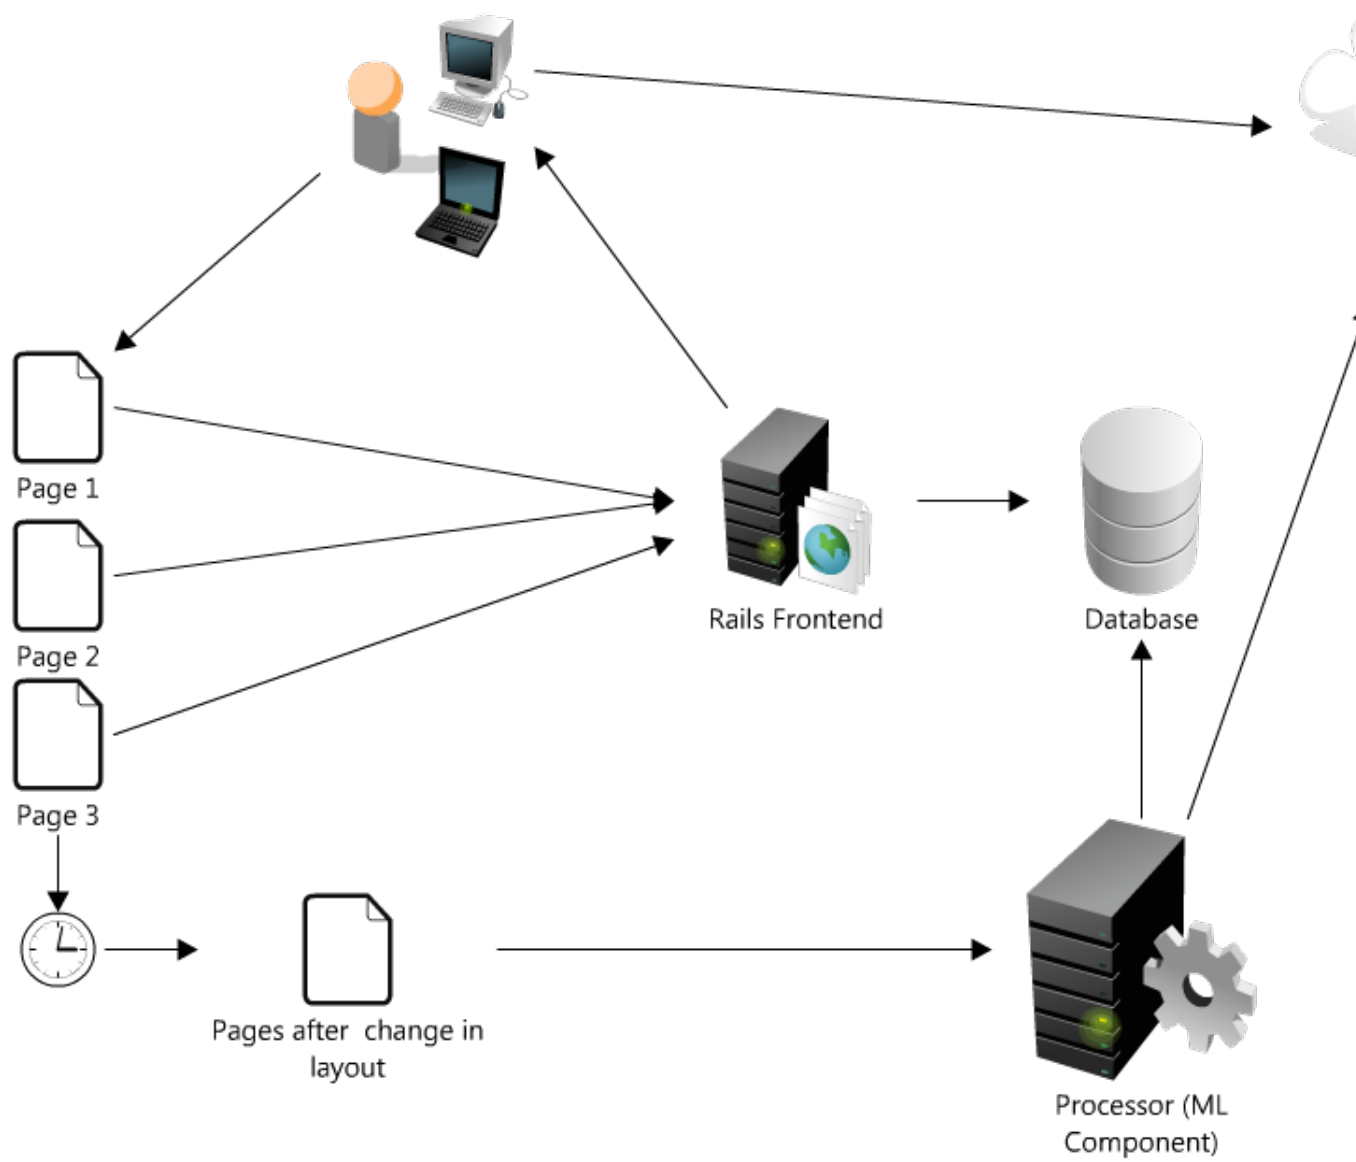 Page 1
Rails Frontend
Database
Page 2
Page 3
Pages after change in
layout
Processor (ML
Component)